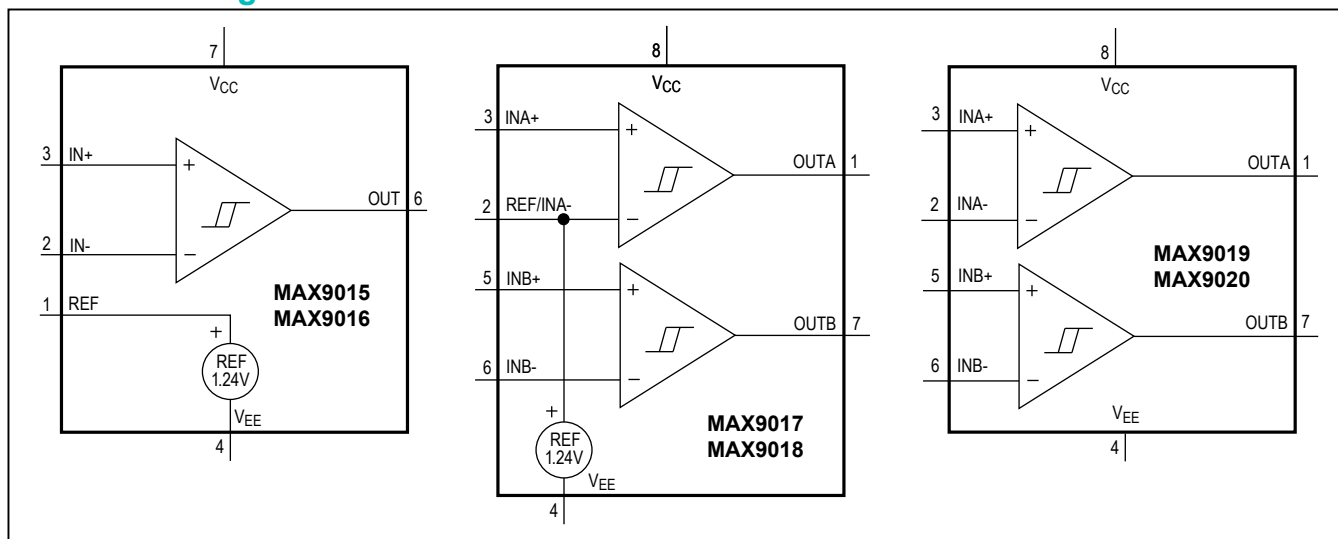 7
VCC
3 IN+
+
OUT 6
2 IN-
−
MAX9015
MAX9016
1 REF
+
REF
1.24V
VEE
4
8
VCC
3 INA+
+
OUTA 1
2 REF/INA-
−
5 INB+
+
OUTB 7
6 INB-
−
MAX9017
MAX9018
+
REF
1.24V
VEE
4
8
VCC
3 INA+
+
OUTA 1
2 INA-
−
MAX9019
MAX9020
5 INB+
+
OUTB 7
6 INB-
−
VEE
4